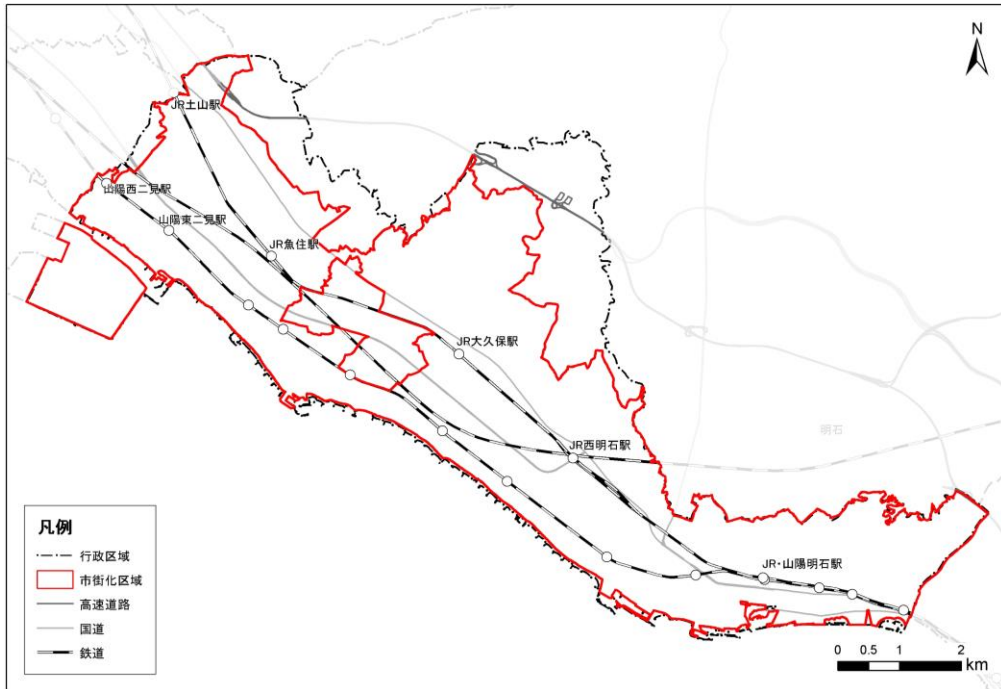 N
JR土山駅
山陽西二見駅
山陽東二見駅
JR魚住駅
JR大久保駅
JR西明石駅
明石
JR・山陽明石駅
凡例
行政区域
市街化区域
高速道路
国道
鉄道
0 0.5 1 2
km